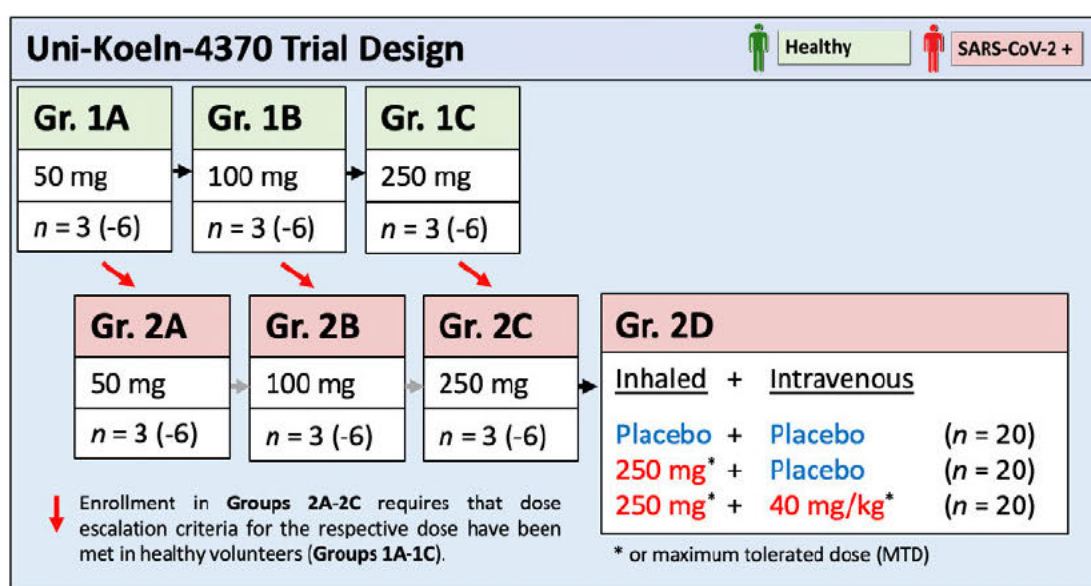 Uni-Koeln-4370 Trial Design
Healthy
SARS-CoV-2 +
Gr. 1A
50 mg
n = 3 (-6)
Gr. 1B
100 mg
n = 3 (-6)
Gr. 1C
250 mg
n = 3 (-6)
Gr. 2A
50 mg
n = 3 (-6)
Gr. 2B
100 mg
n = 3 (-6)
Gr. 2C
250 mg
n = 3 (-6)
Gr. 2D
Inhaled + Intravenous
Placebo + Placebo (n = 20)
250 mg* + Placebo (n = 20)
250 mg* + 40 mg/kg* (n = 20)
Enrollment in Groups 2A-2C requires that dose
escalation criteria for the respective dose have been
met in healthy volunteers (Groups 1A-1C).
* or maximum tolerated dose (MTD)